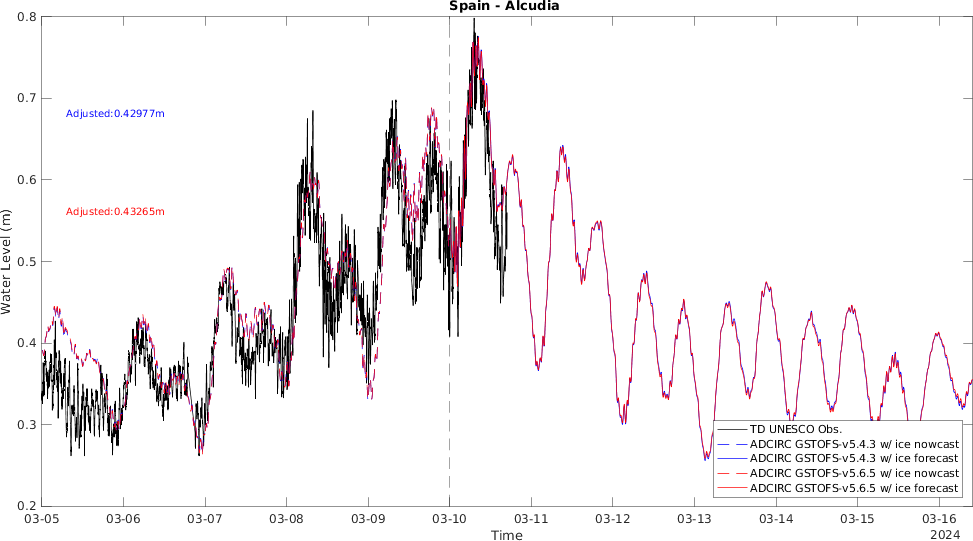 Spain - Alcudia
0.8
0.7
0.6
0.5
0.4
0.3
0.2
Water Level (m)
Adjusted:0.42977m
Adjusted:0.43265m
TD UNESCO Obs.
ADCIRC GSTOFS-v5.4.3 w/ ice nowcast
ADCIRC GSTOFS-v5.4.3 w/ ice forecast
ADCIRC GSTOFS-v5.6.5 w/ ice nowcast
ADCIRC GSTOFS-v5.6.5 w/ ice forecast
03-05 03-06 03-07 03-08 03-09 03-10 03-11 03-12 03-13 03-14 03-15 03-16
Time
2024